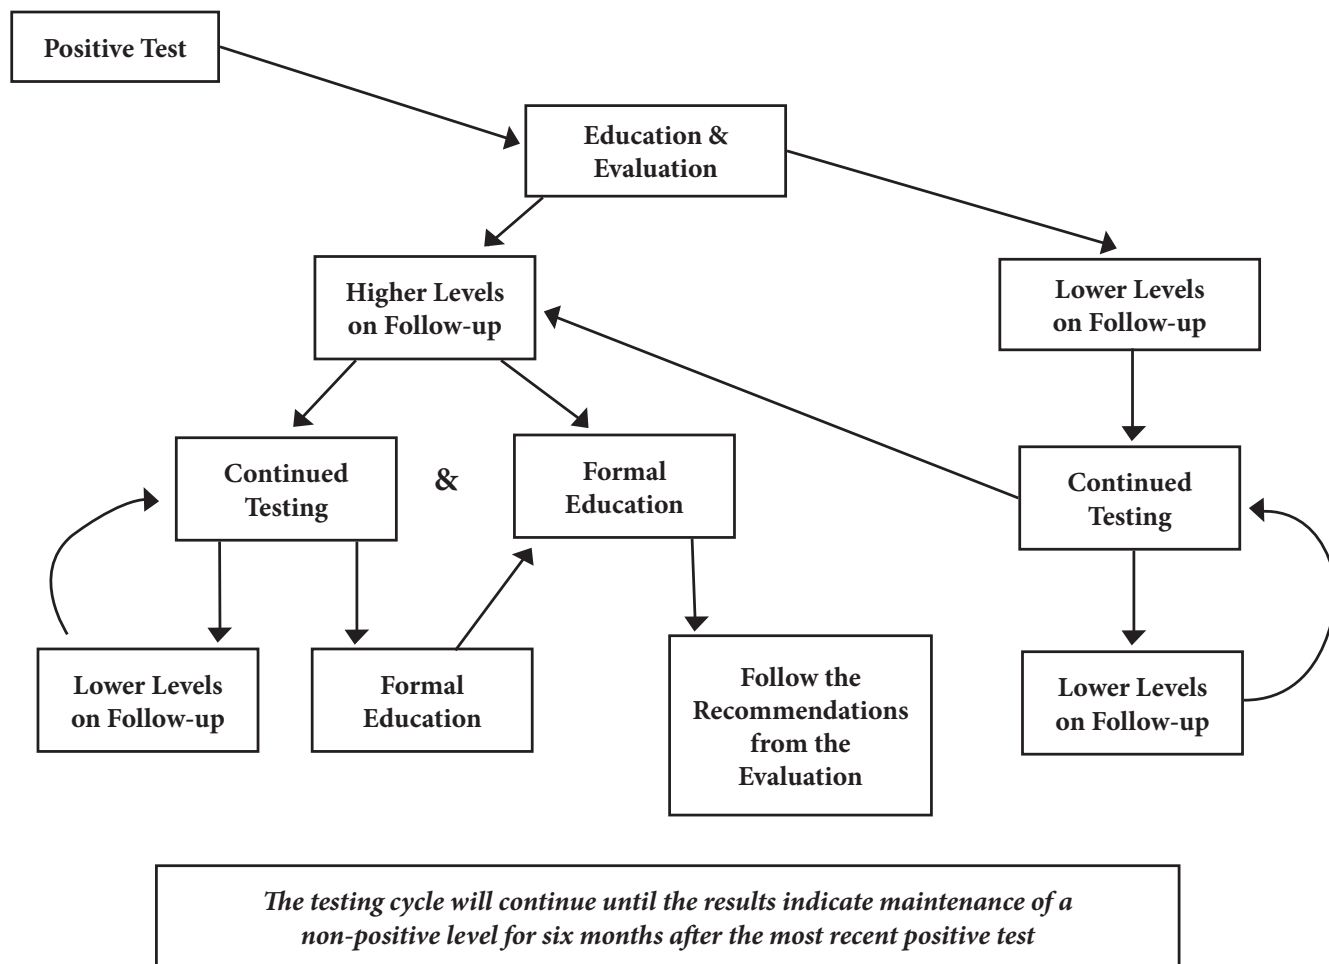 Positive Test
Education &
Evaluation
Higher Levels
on Follow-up
Lower Levels
on Follow-up
Continued
Testing
&
Formal
Education
Continued
Testing
Lower Levels
on Follow-up
Formal
Education
Follow the
Recommendations
from the
Evaluation
Lower Levels
on Follow-up
The testing cycle will continue until the results indicate maintenance of a
non-positive level for six months after the most recent positive test